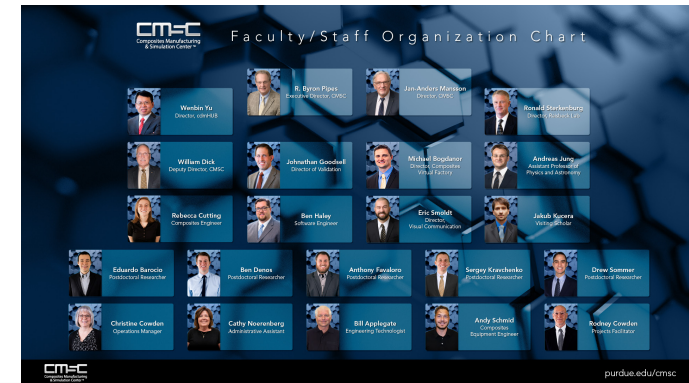 CMSC
Composites Manufacturing
& Simulation Center™
Faculty/Staff Organization Chart
R. Byron Pipes
Executive Director, CMSC
Jan-Anders Mansson
Director, CMSC
Wenbin Yu
Director, cdmHUB
Ronald Sterkenburg
William Dick
Deputy Director, CMSC
Johnathan Goodsell
Director of Validation
Michael Bogdanor
Director, Composites
Virtual Factory
Andreas Jung
Assistant Professor of
Physics and Astronomy
Rebecca Cutting
Composites Engineer
Ben Haley
Software Engineer
Eric Smoldt
Director,
Visual Communication
Jakub Kucera
Visiting Scholar
Eduardo Barocio
Postdoctoral Researcher
Ben Denos
Postdoctoral Researcher
Anthony Favaloro
Postdoctoral Researcher
Sergey Kravchenko
Postdoctoral Researcher
Drew Sommer
Postdoctoral Researcher
Christine Cowden
Operations Manager
Cathy Noerenberg
Administrative Assistant
Bill Applegate
Engineering Technologist
Andy Schmid
Composites
Equipment Engineer
Rodney Cowden
Projects Facilitator
CMSC
Composites Manufacturing
& Simulation Center™
purdue.edu/cmsc